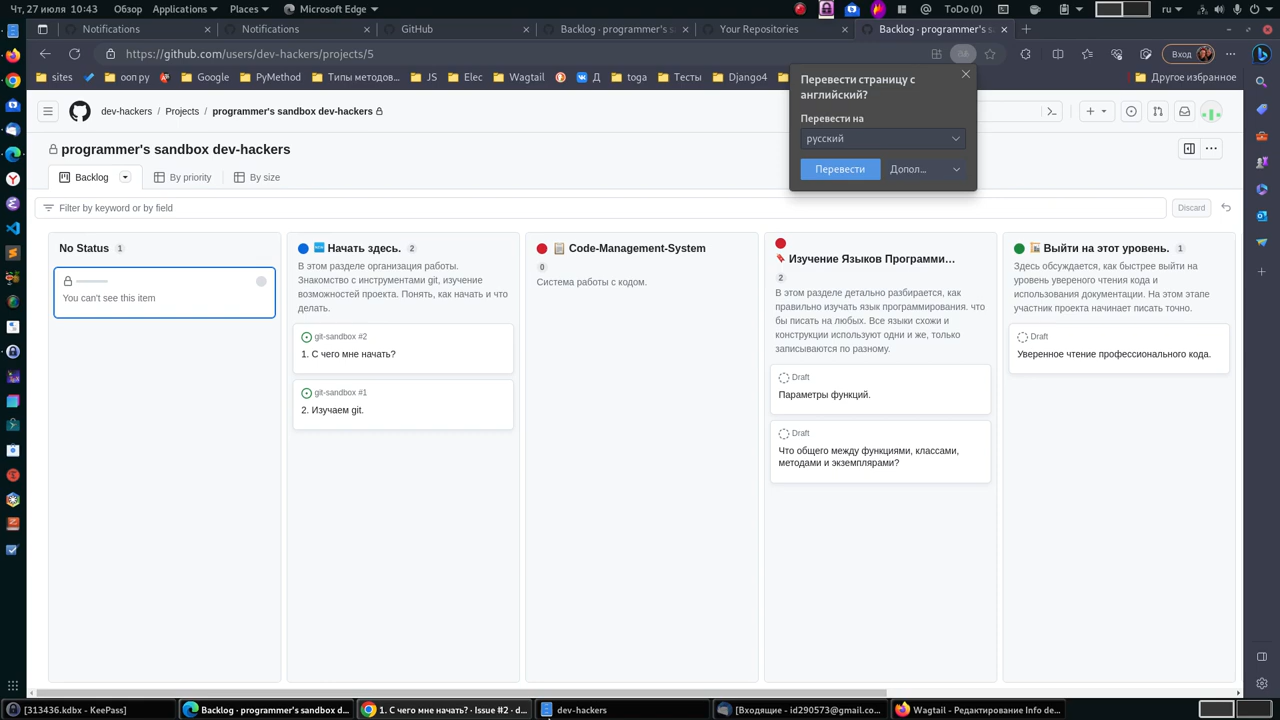 Чт, 27 июля 10:43
Обзор
Applications
Places
Microsoft Edge
ToDo (0)
ru
Notifications
Notifications
GitHub
Backlog · programmer's s
Your Repositories
Backlog · programmer's s
https://github.com/users/dev-hackers/projects/5
Вход
sites
ооп ру
Google
PyMethod
Типы методов...
JS
Elec
Wagtail
Д
toga
Тесты
Django4
Другое избранное
Перевести страницу с
английский?
Перевести на
русский
Перевести
Допол...
dev-hackers / Projects / programmer's sandbox dev-hackers
programmer's sandbox dev-hackers
Backlog
By priority
By size
Filter by keyword or by field
Discard
No Status 1
You can't see this item
Начать здесь. 2
В этом разделе организация работы.
Знакомство с инструментами git, изучение
возможностей проекта. Понять, как начать и что
делать.
git-sandbox #2
1. С чего мне начать?
git-sandbox #1
2. Изучаем git.
Code-Management-System
0
Система работы с кодом.
Изучение Языков Программи...
2
В этом разделе детально разбирается, как
правильно изучать язык программирования. что
бы писать на любых. Все языки схожи и
конструкции используют одни и же, только
записываются по разному.
Draft
Параметры функций.
Draft
Что общего между функциями, классами,
методами и экземплярами?
Выйти на этот уровень. 1
Здесь обсуждается, как быстрее выйти на
уровень увереного чтения кода и
использования документации. На этом этапе
участник проекта начинает писать точно.
Draft
Уверенное чтение профессионального кода.
[313436.kdbx - KeePass]
Backlog · programmer's sandbox d...
1. С чего мне начать? · Issue #2 · d...
dev-hackers
[Входящие - id290573@gmail.co...
Wagtail - Редактирование Info de...